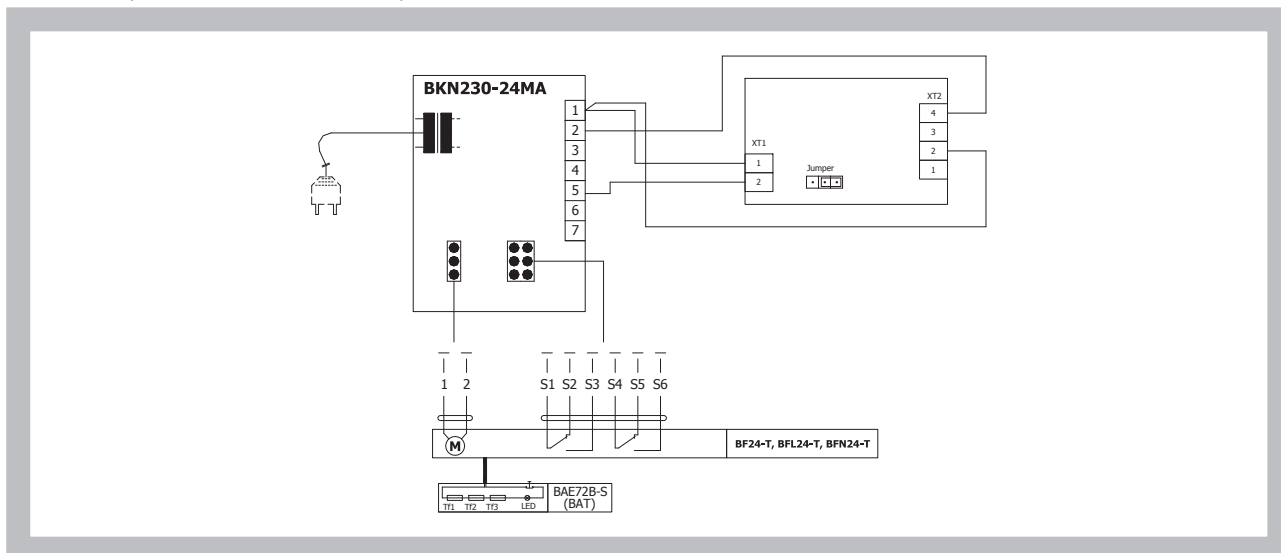 BKN230-24MA
1
2
3
4
5
6
7
XT2
4
3
2
1
XT1
1
2
Jumper
1 2 S1 S2 S3 S4 S5 S6
M
BF24-T, BFL24-T, BFN24-T
Tf1 Tf2 Tf3 LED
BAE72B-S
(BAT)